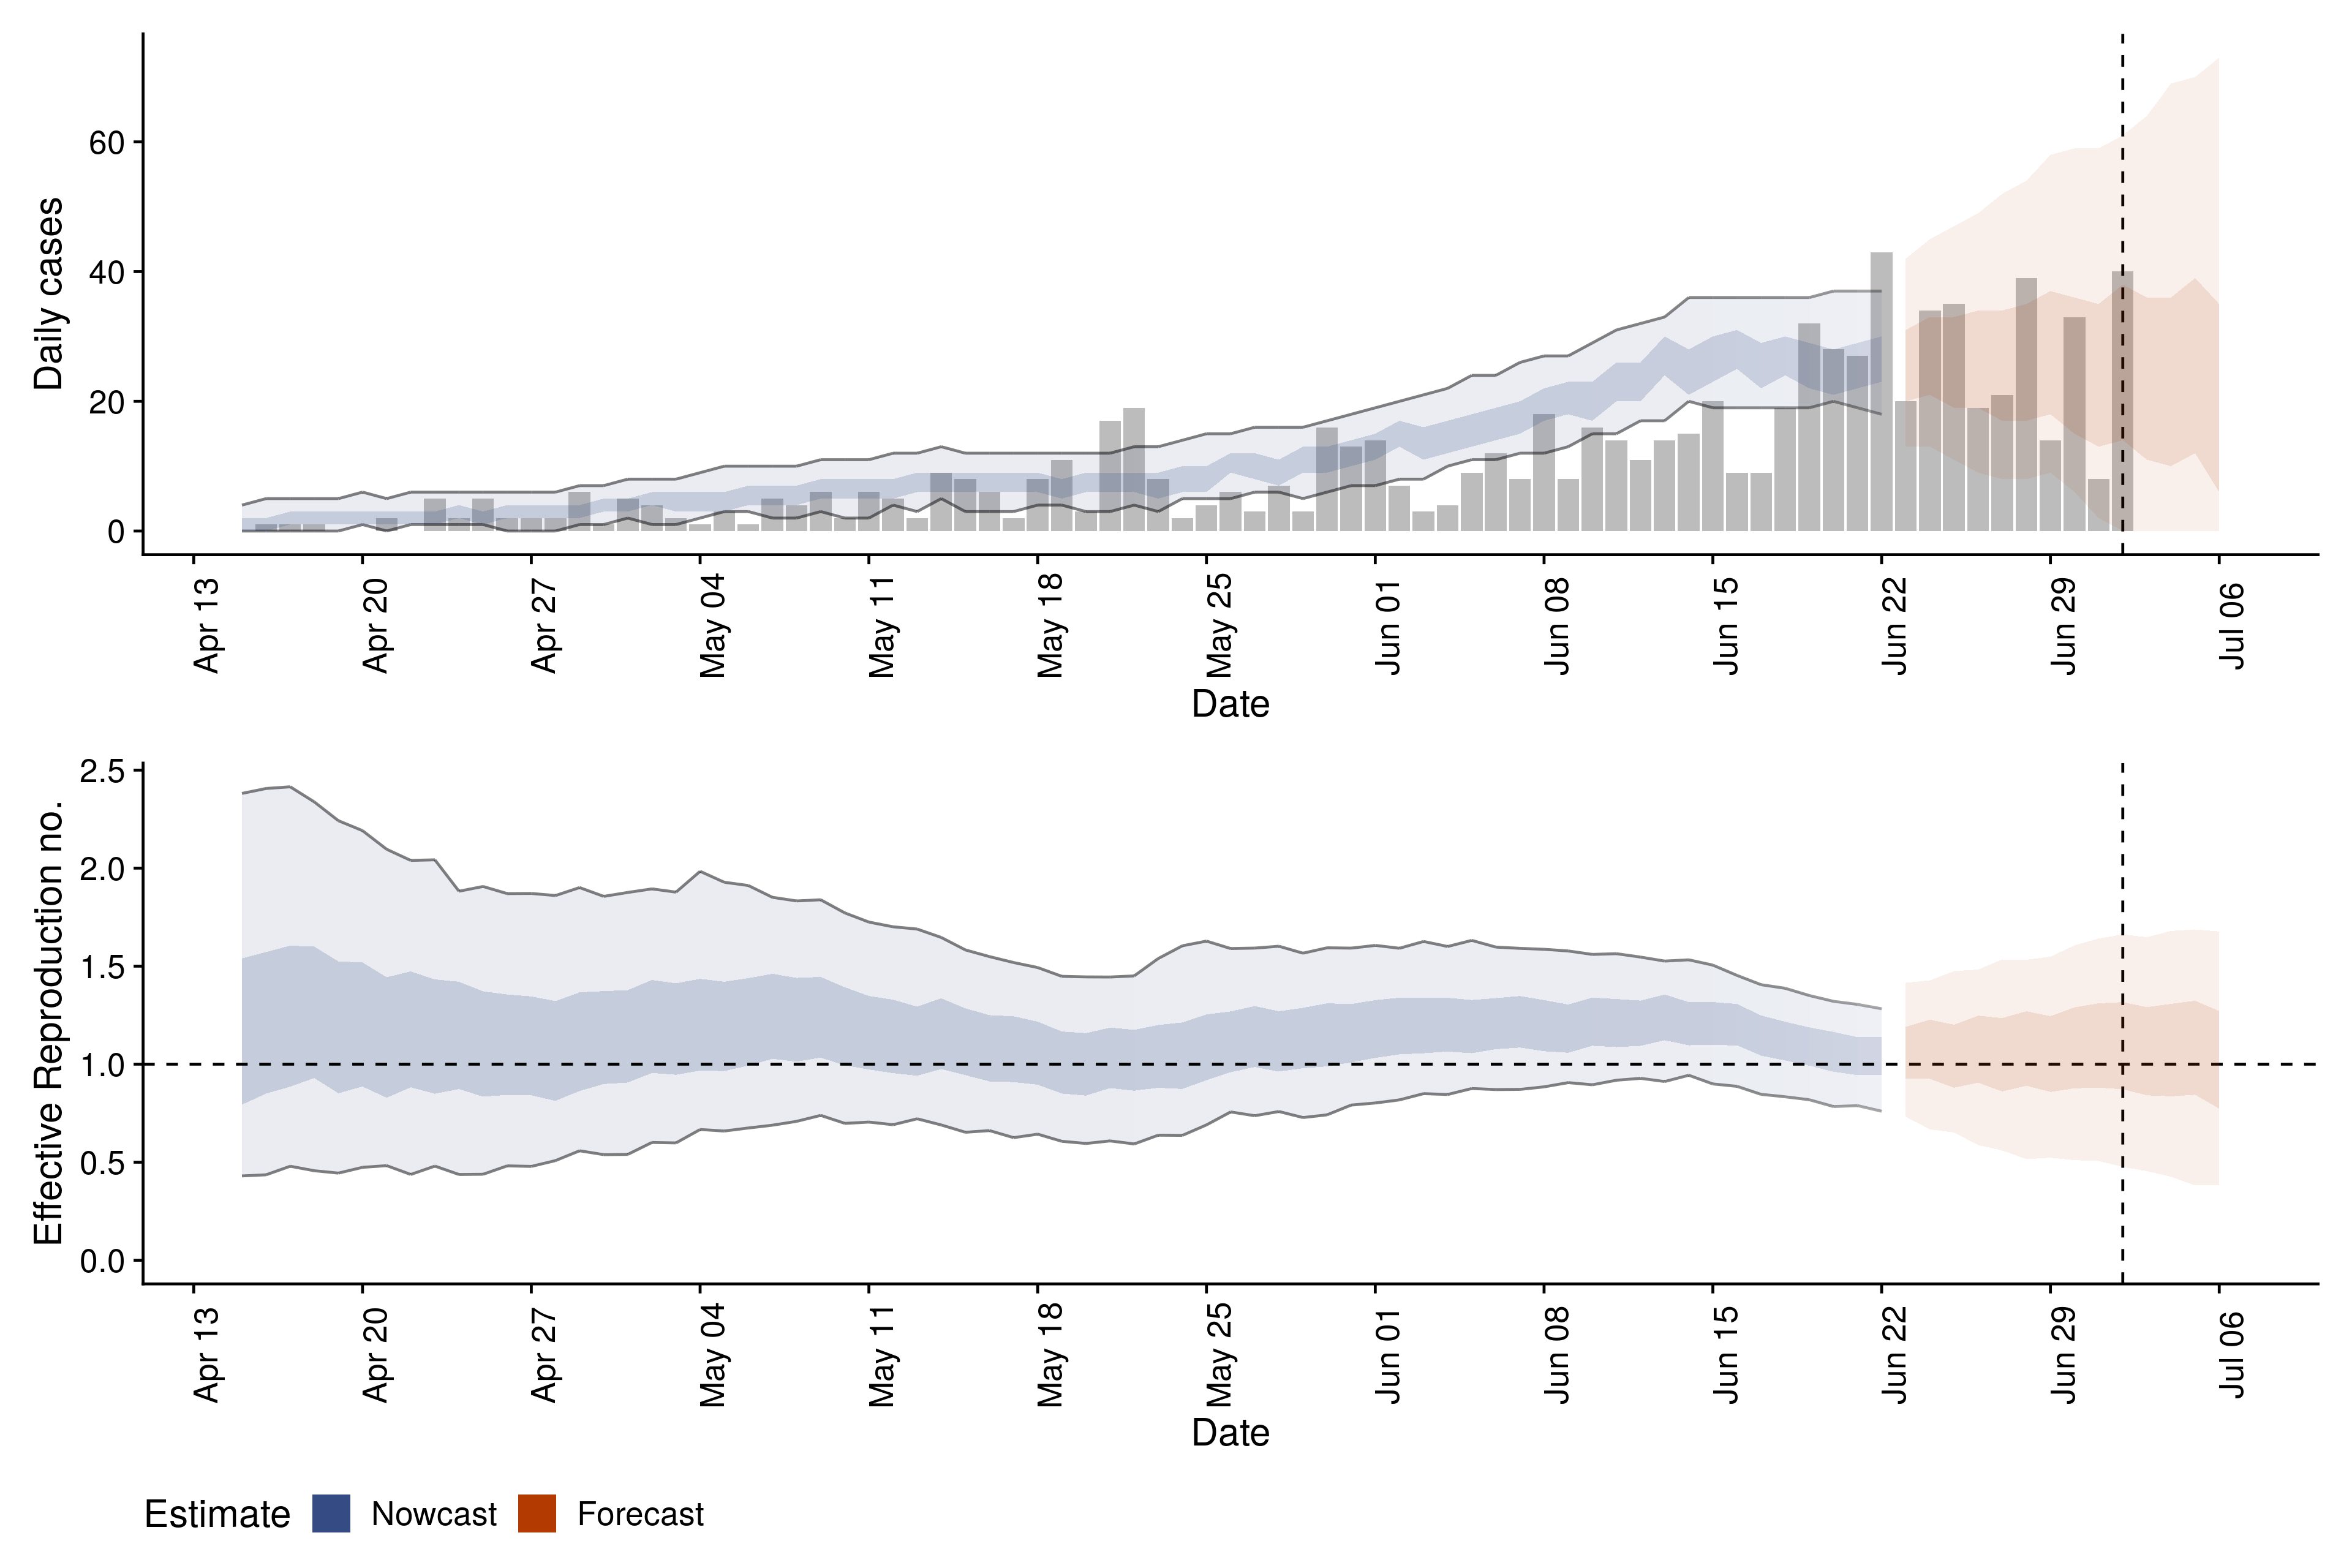 Daily cases
60
40
20
0
Apr 13
Apr 20
Apr 27
May 04
May 11
May 18
May 25
Jun 01
Jun 08
Jun 15
Jun 22
Jun 29
Jul 06
Date
Effective Reproduction no.
2.5
2.0
1.5
1.0
0.5
0.0
Apr 13
Apr 20
Apr 27
May 04
May 11
May 18
May 25
Jun 01
Jun 08
Jun 15
Jun 22
Jun 29
Jul 06
Date
Estimate Nowcast Forecast